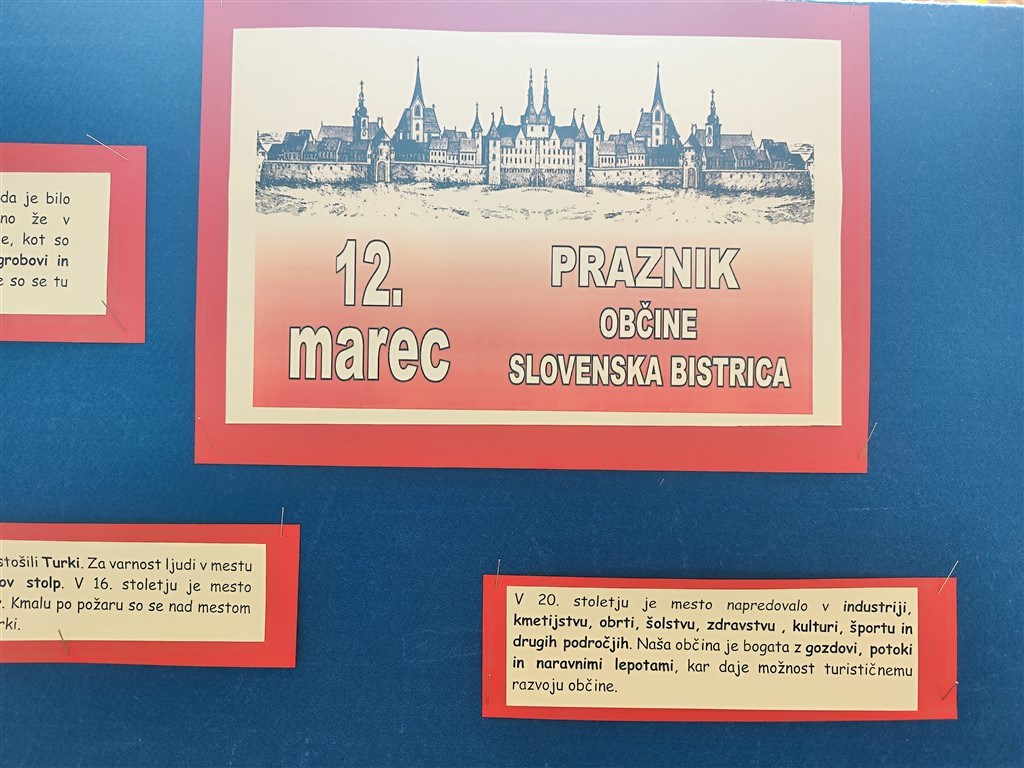 12.
marec
PRAZNIK
OBČINE
SLOVENSKA BISTRICA
da je bilo
no že v
e, kot so
grobovi in
e so se tu
stošili Turki. Za varnost ljudi v mestu
ov stolp. V 16. stoletju je mesto
. Kmalu po požaru so se nad mestom
rki.
V 20. stoletju je mesto napredovalo v industriji,
kmetijstvu, obrti, šolstvu, zdravstvu , kulturi, športu in
drugih področjih. Naša občina je bogata z gozdovi, potoki
in naravnimi lepotami, kar daje možnost turističnemu
razvoju občine.